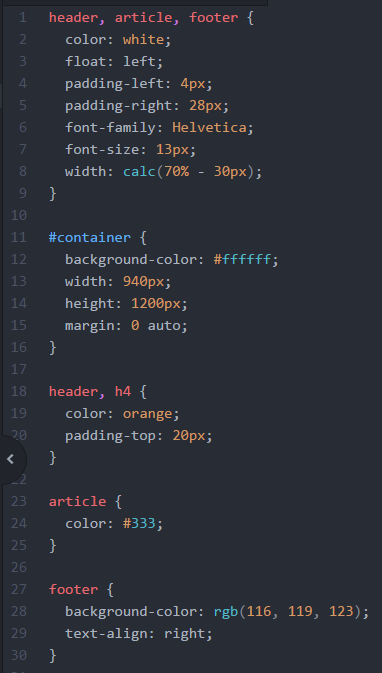 1 header, article, footer {
2 color: white;
3 float: left;
4 padding-left: 4px;
5 padding-right: 28px;
6 font-family: Helvetica;
7 font-size: 13px;
8 width: calc(70% - 30px);
9 }
10
11 #container {
12 background-color: #ffffff;
13 width: 940px;
14 height: 1200px;
15 margin: 0 auto;
16 }
17
18 header, h4 {
19 color: orange;
20 padding-top: 20px;
}
22
23 article {
24 color: #333;
25 }
26
27 footer {
28 background-color: rgb(116, 119, 123);
29 text-align: right;
30 }